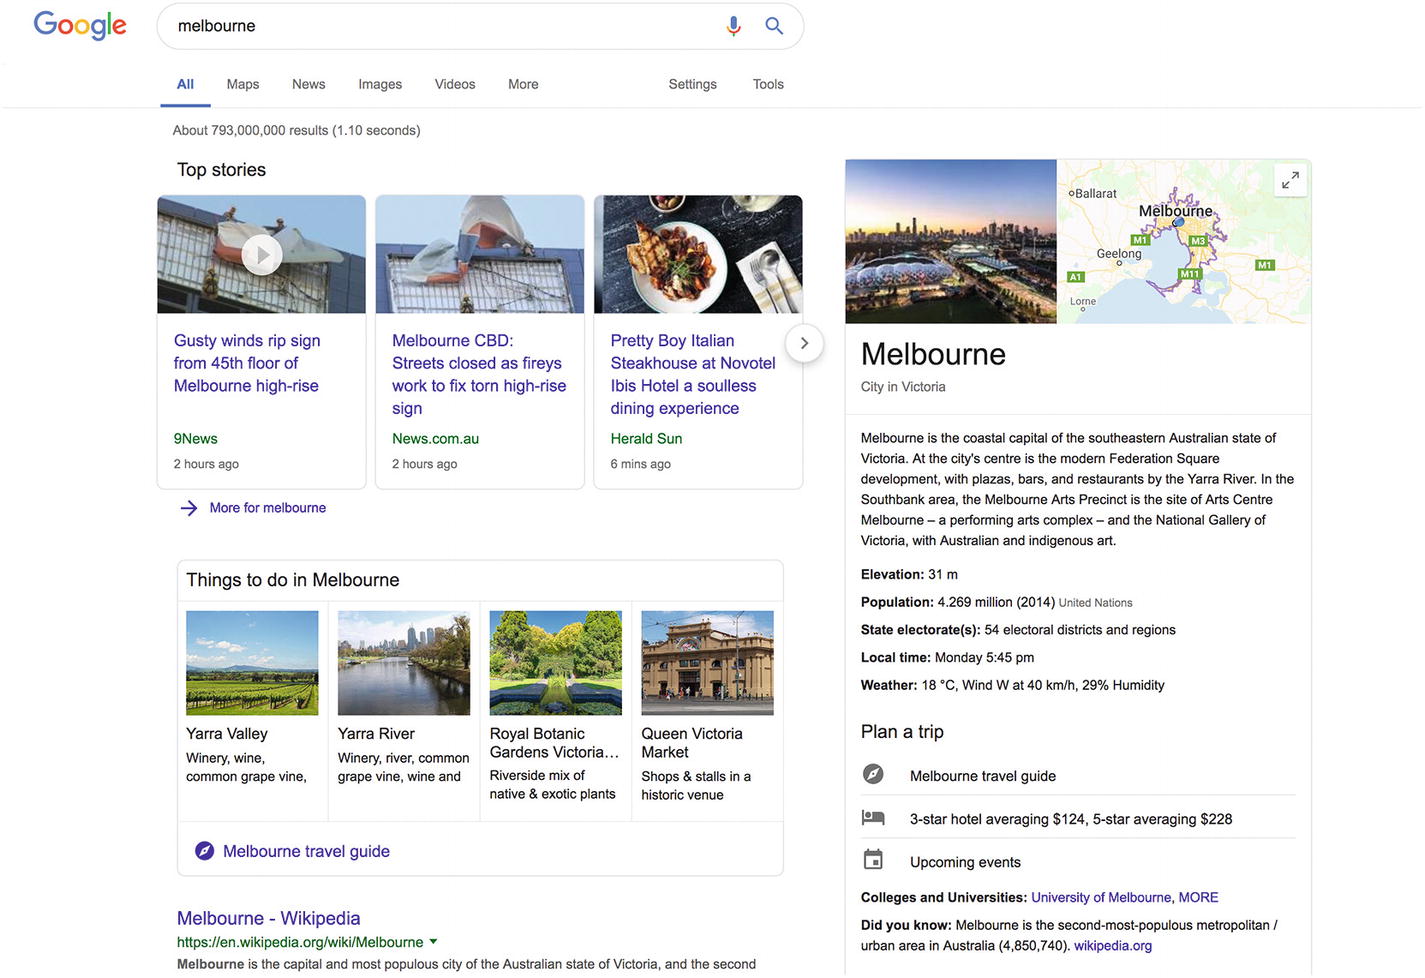 Google
melbourne
All Maps News Images Videos More Settings Tools
About 793,000,000 results (1.10 seconds)
Top stories
Gusty winds rip sign
from 45th floor of
Melbourne high-rise
9News
2 hours ago
Melbourne CBD:
Streets closed as fireys
work to fix torn high-rise
sign
News.com.au
2 hours ago
Pretty Boy Italian
Steakhouse at Novotel
Ibis Hotel a soulless
dining experience
Herald Sun
6 mins ago
More for melbourne
Things to do in Melbourne
Yarra Valley
Winery, wine,
common grape vine,
Yarra River
Winery, river, common
grape vine, wine and
Royal Botanic
Gardens Victoria…
Riverside mix of
native & exotic plants
Queen Victoria
Market
Shops & stalls in a
historic venue
Melbourne travel guide
Melbourne - Wikipedia
https://en.wikipedia.org/wiki/Melbourne
Melbourne is the capital and most populous city of the Australian state of Victoria, and the second
Ballarat
Melbourne
M1
M3
Geelong
M1
A1
M11
Lorne
Melbourne
City in Victoria
Melbourne is the coastal capital of the southeastern Australian state of
Victoria. At the city's centre is the modern Federation Square
development, with plazas, bars, and restaurants by the Yarra River. In the
Southbank area, the Melbourne Arts Precinct is the site of Arts Centre
Melbourne – a performing arts complex – and the National Gallery of
Victoria, with Australian and indigenous art.
Elevation: 31 m
Population: 4.269 million (2014) United Nations
State electorate(s): 54 electoral districts and regions
Local time: Monday 5:45 pm
Weather: 18 °C, Wind W at 40 km/h, 29% Humidity
Plan a trip
Melbourne travel guide
3-star hotel averaging $124, 5-star averaging $228
Upcoming events
Colleges and Universities: University of Melbourne, MORE
Did you know: Melbourne is the second-most-populous metropolitan /
urban area in Australia (4,850,740). wikipedia.org